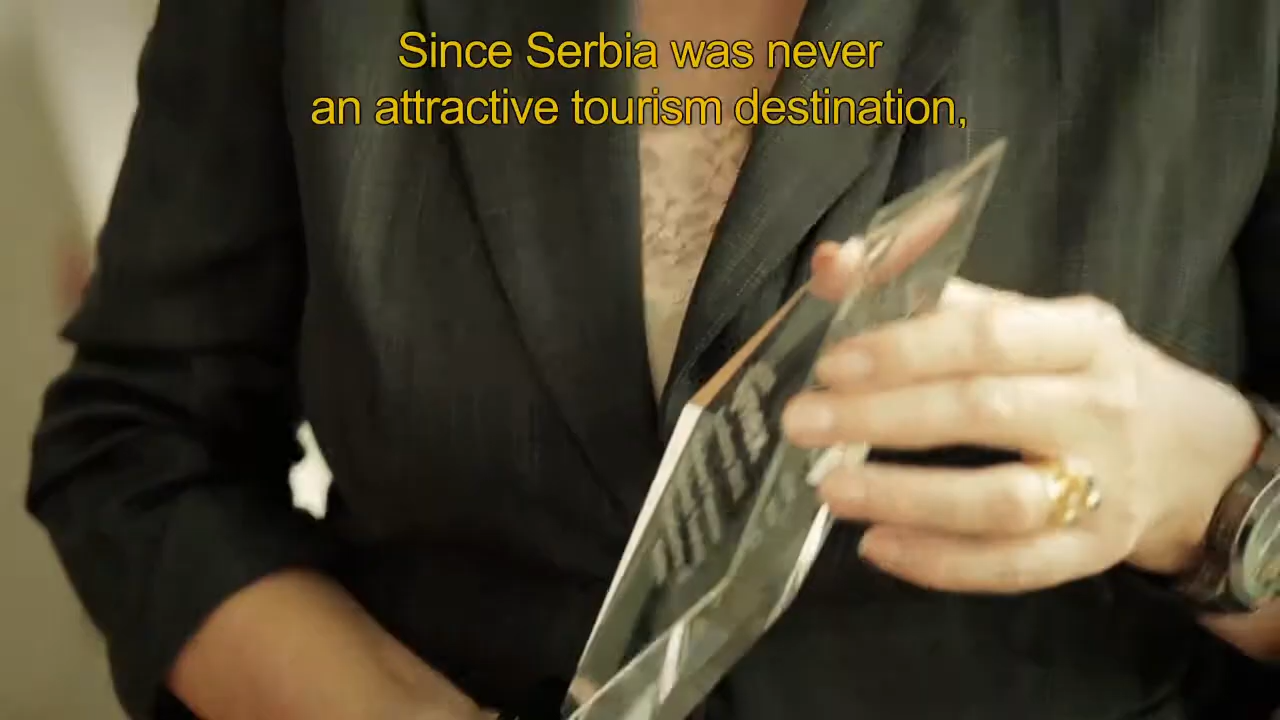 Since Serbia was never
an attractive tourism destination,